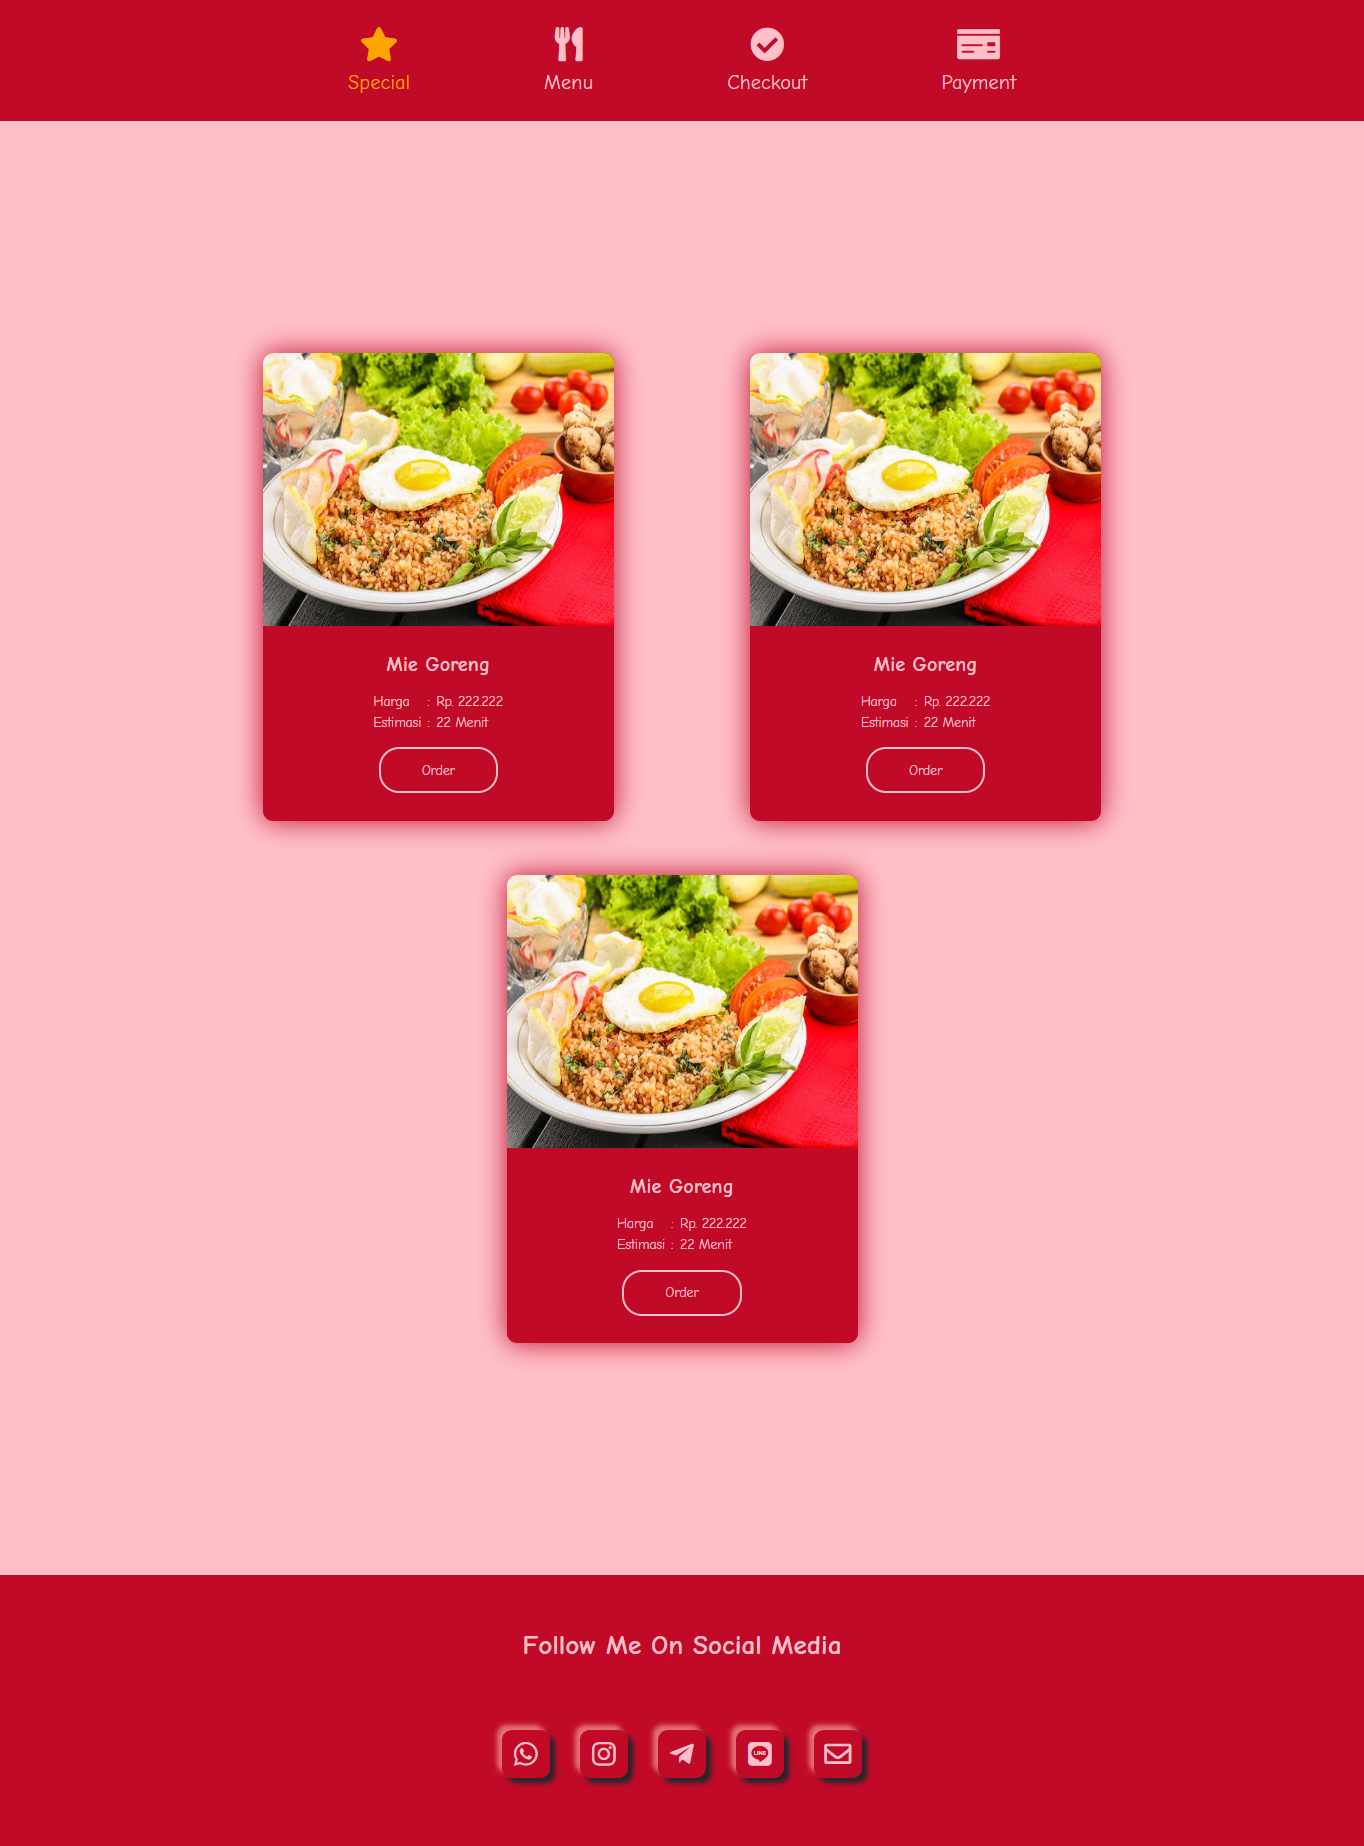 Special
Menu
Checkout
Payment
Mie Goreng
Harga : Rp. 222.222
Estimasi : 22 Menit
Order
Mie Goreng
Harga : Rp. 222.222
Estimasi : 22 Menit
Order
Mie Goreng
Harga : Rp. 222.222
Estimasi : 22 Menit
Order
Follow Me On Social Media
LINE